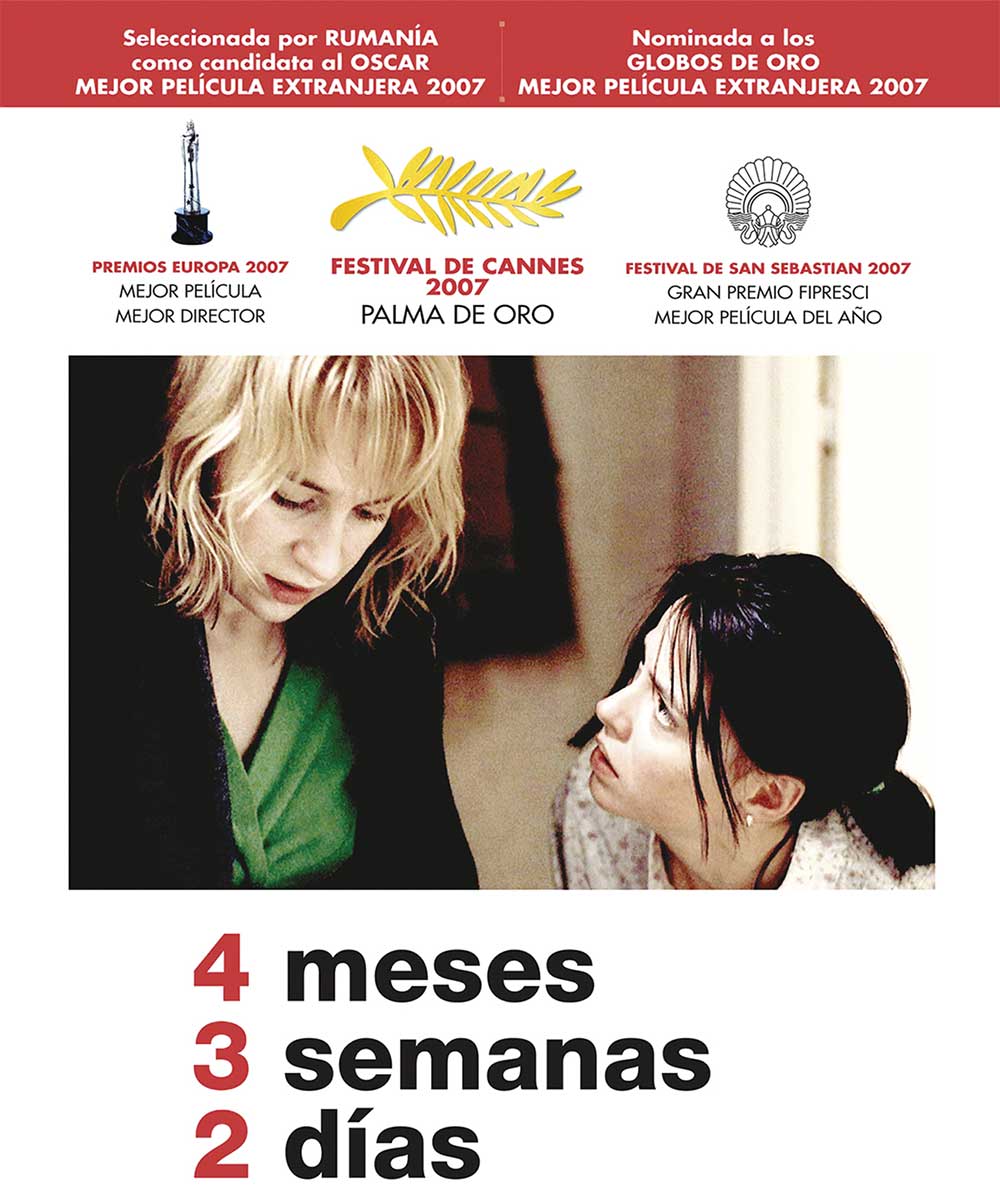 Seleccionada por RUMANÍA
como candidata al OSCAR
MEJOR PELÍCULA EXTRANJERA 2007
Nominada a los
GLOBOS DE ORO
MEJOR PELÍCULA EXTRANJERA 2007
PREMIOS EUROPA 2007
MEJOR PELÍCULA
MEJOR DIRECTOR
FESTIVAL DE CANNES
2007
PALMA DE ORO
FESTIVAL DE SAN SEBASTIAN 2007
GRAN PREMIO FIPRESCI
MEJOR PELÍCULA DEL AÑO
4 meses
3 semanas
2 días